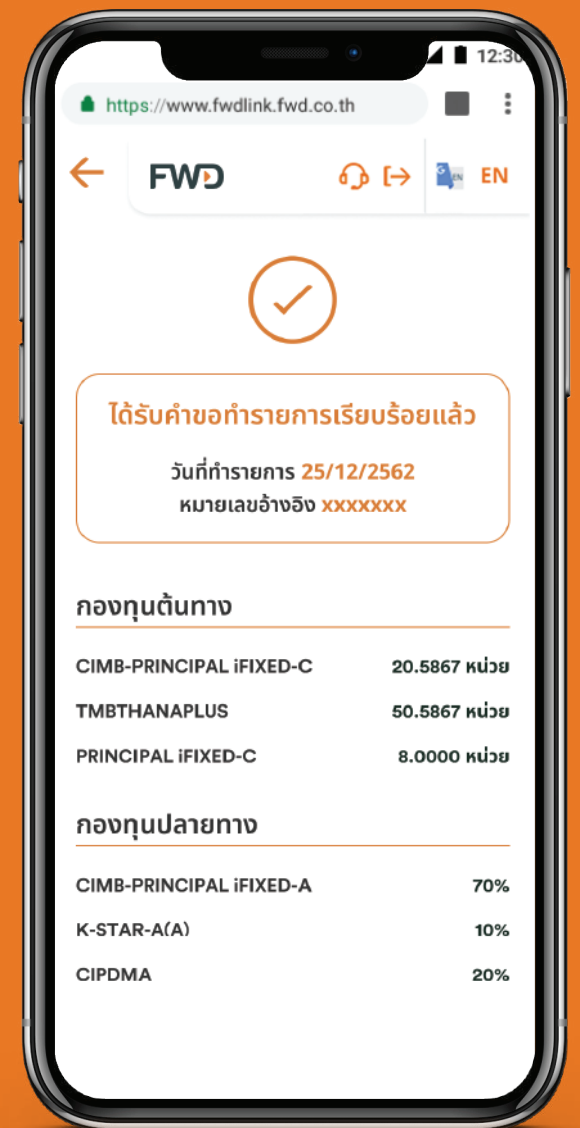 12:30
https://www.fwdlink.fwd.co.th
FWD EN
ได้รับคำขอทำรายการเรียบร้อยแล้ว
วันที่ทำรายการ 25/12/2562
หมายเลขอ้างอิง xxxxxxx
กองทุนต้นทาง
CIMB-PRINCIPAL iFIXED-C 20.5867 หน่วย
TMBTHANAPLUS 50.5867 หน่วย
PRINCIPAL iFIXED-C 8.0000 หน่วย
กองทุนปลายทาง
CIMB-PRINCIPAL iFIXED-A 70%
K-STAR-A(A) 10%
CIPDMA 20%